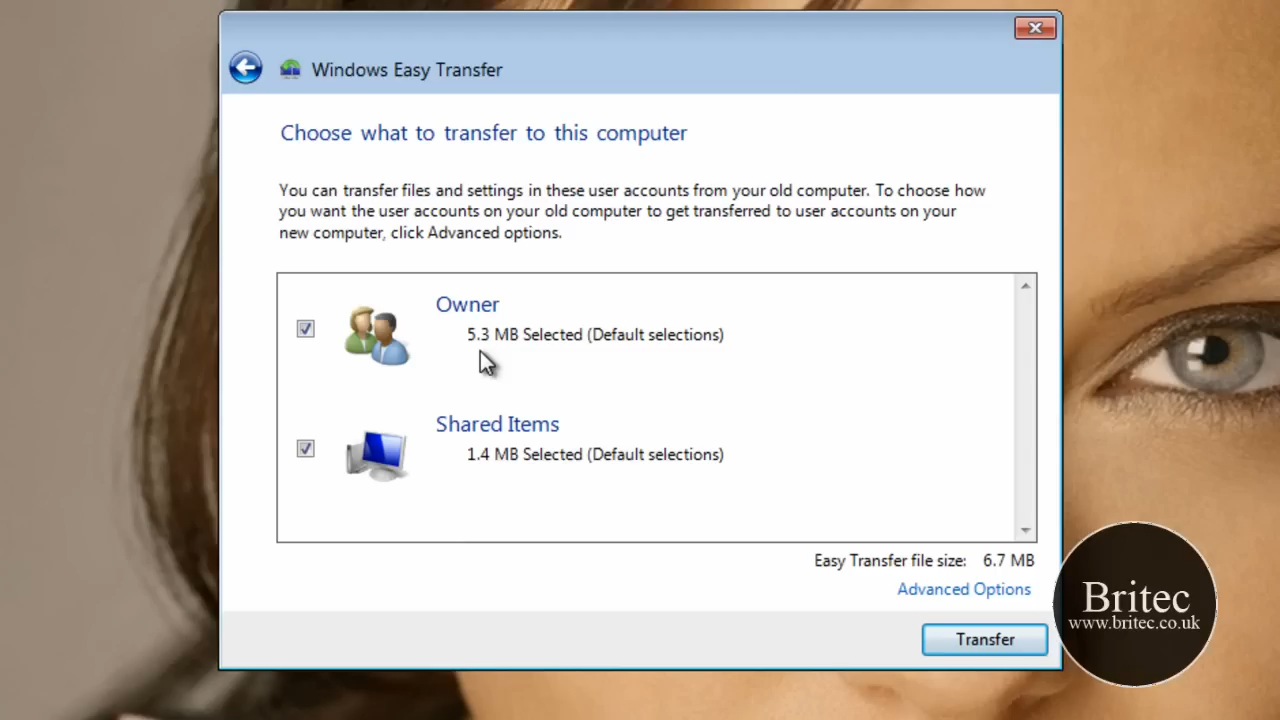 Windows Easy Transfer
Choose what to transfer to this computer
You can transfer files and settings in these user accounts from your old computer. To choose how
you want the user accounts on your old computer to get transferred to user accounts on your
new computer, click Advanced options.
Owner
5.3 MB Selected (Default selections)
Shared Items
1.4 MB Selected (Default selections)
Easy Transfer file size: 6.7 MB
Advanced Options
Transfer
Britec
www.britec.co.uk